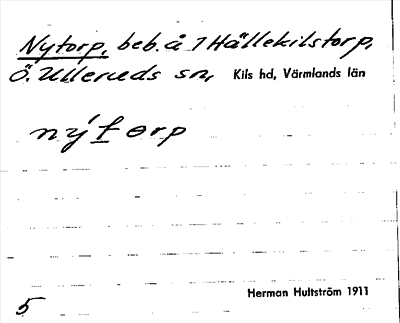 Nytorp, beb. å 1 Hällekilstorp,
Ö. Ulleruds sn, Kils hd, Värmlands län
nýtorp
Herman Hultström 1911
5